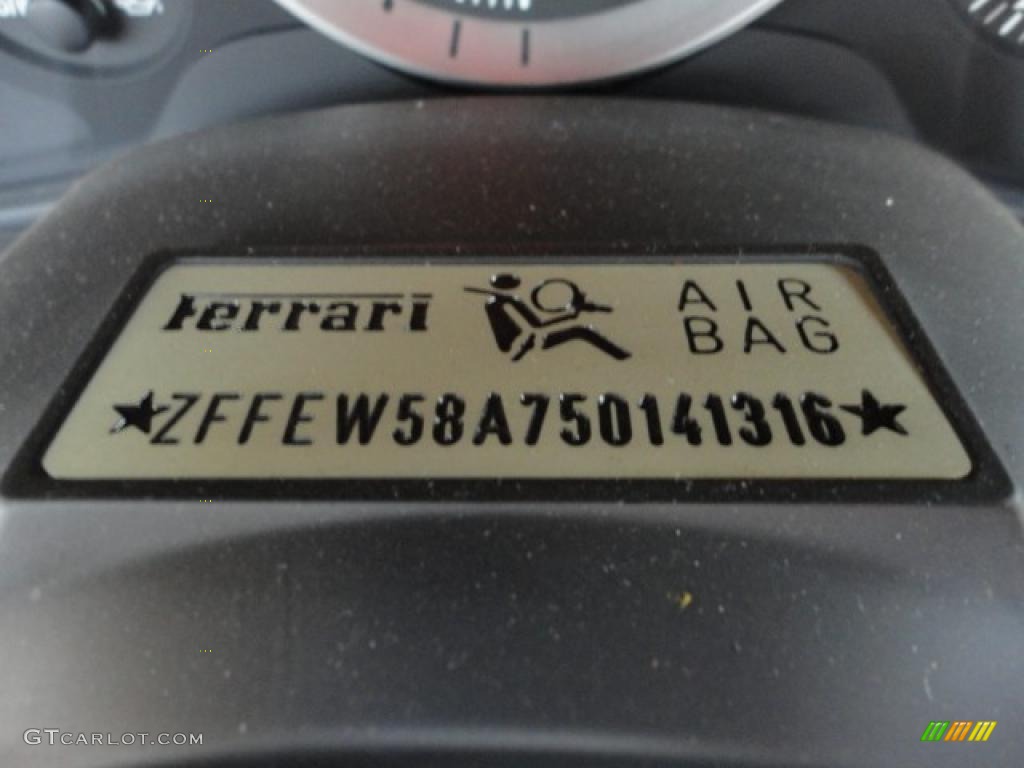 Ferrari
AIR
BAG
★ZFFEW58A750141316★
GTCARLOT.COM